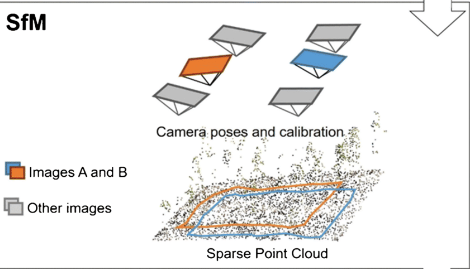 SfM
Camera poses and calibration
Images A and B
Other images
Sparse Point Cloud